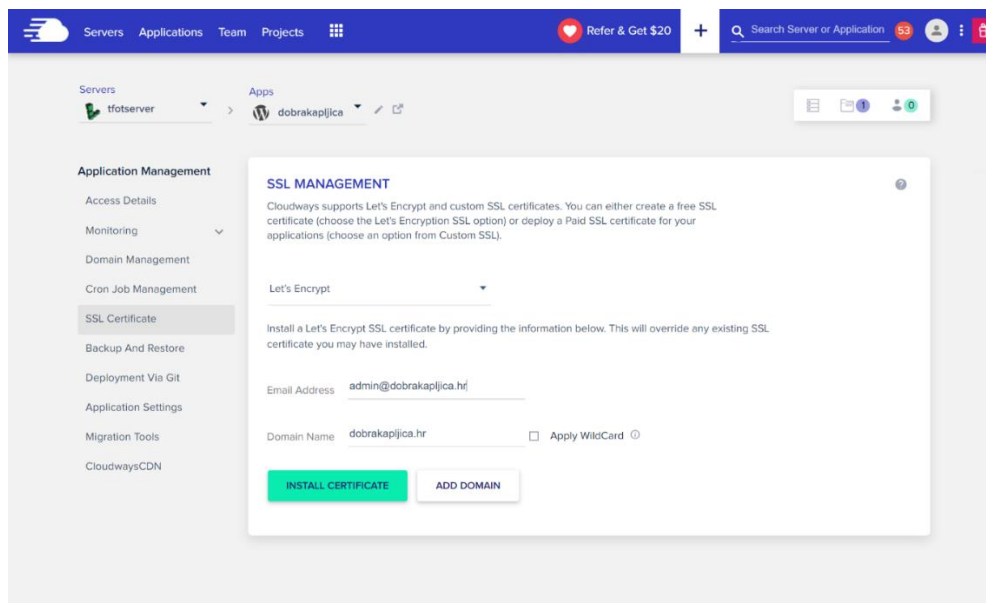 Servers Applications Team Projects Refer & Get $20 + Search Server or Application 53
Servers
tfotserver
Apps
dobrakapljica
1 0
Application Management
Access Details
Monitoring
Domain Management
Cron Job Management
SSL Certificate
Backup And Restore
Deployment Via Git
Application Settings
Migration Tools
CloudwaysCDN
SSL MANAGEMENT
Cloudways supports Let's Encrypt and custom SSL certificates. You can either create a free SSL
certificate (choose the Let's Encryption SSL option) or deploy a Paid SSL certificate for your
applications (choose an option from Custom SSL).
Let's Encrypt
Install a Let's Encrypt SSL certificate by providing the information below. This will override any existing SSL
certificate you may have installed.
Email Address admin@dobrakapljica.hr
Domain Name dobrakapljica.hr Apply WildCard
INSTALL CERTIFICATE ADD DOMAIN